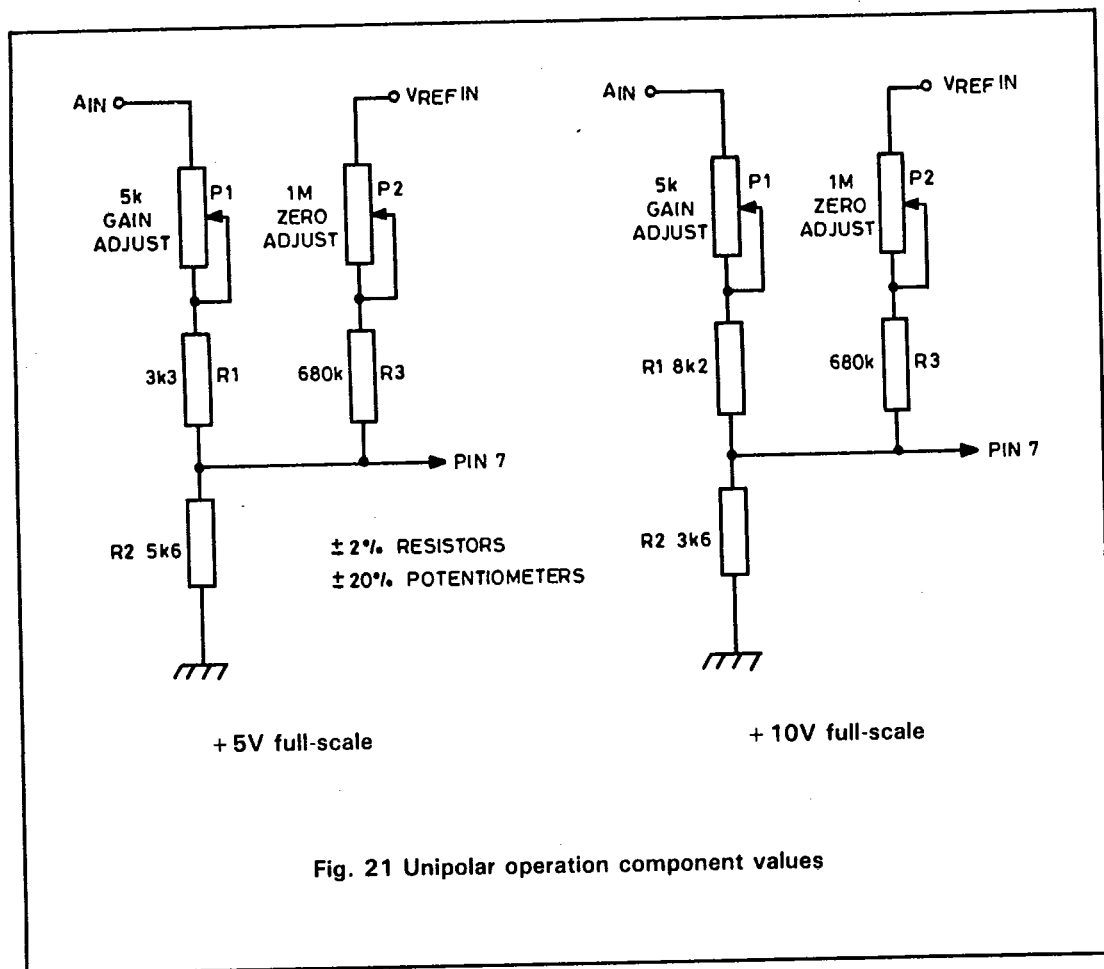 AIN
VREF IN
5k
GAIN
ADJUST
P1
1M
ZERO
ADJUST
P2
3k3
R1
680k
R3
PIN 7
R2 5k6
±2% RESISTORS
±20% POTENTIOMETERS
+5V full-scale
AIN
VREF IN
5k
GAIN
ADJUST
P1
1M
ZERO
ADJUST
P2
R1 8k2
680k
R3
PIN 7
R2 3k6
+10V full-scale
Fig. 21 Unipolar operation component values